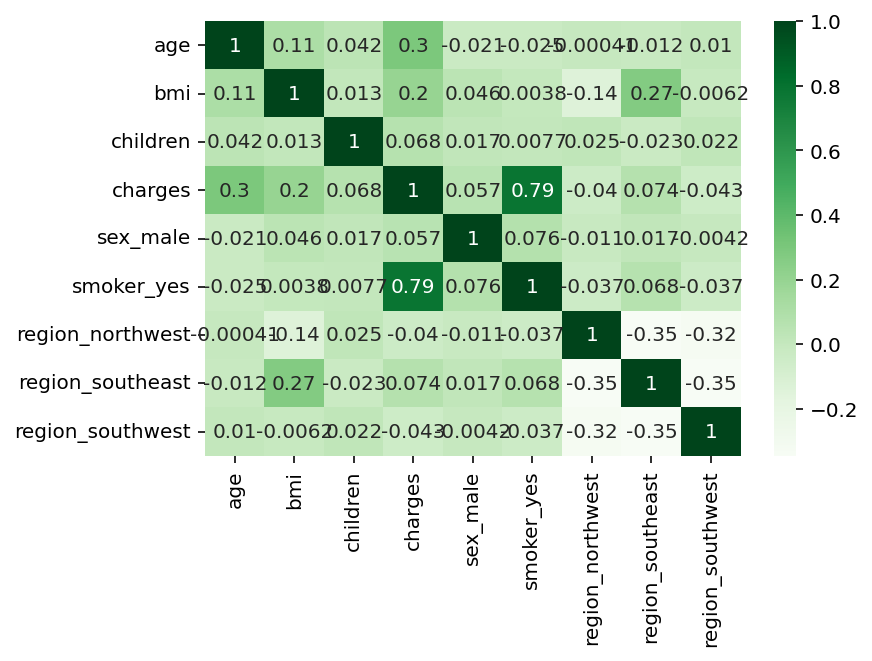 age 1 0.11 0.042 0.3 -0.021 -0.025 -0.00041 -0.012 0.01
bmi 0.11 1 0.013 0.2 0.046 0.0038 -0.14 0.27 -0.0062
children 0.042 0.013 1 0.068 0.017 0.0077 0.025 -0.023 0.022
charges 0.3 0.2 0.068 1 0.057 0.79 -0.04 0.074 -0.043
sex_male -0.021 0.046 0.017 0.057 1 0.076 -0.011 0.017 -0.0042
smoker_yes -0.025 0.0038 0.0077 0.79 0.076 1 -0.037 0.068 -0.037
region_northwest -0.00041 -0.14 0.025 -0.04 -0.011 -0.037 1 -0.35 -0.32
region_southeast -0.012 0.27 -0.023 0.074 0.017 0.068 -0.35 1 -0.35
region_southwest 0.01 -0.0062 0.022 -0.043 -0.0042 -0.037 -0.32 -0.35 1
age bmi children charges sex_male smoker_yes region_northwest region_southeast region_southwest
1.0
0.8
0.6
0.4
0.2
0.0
−0.2